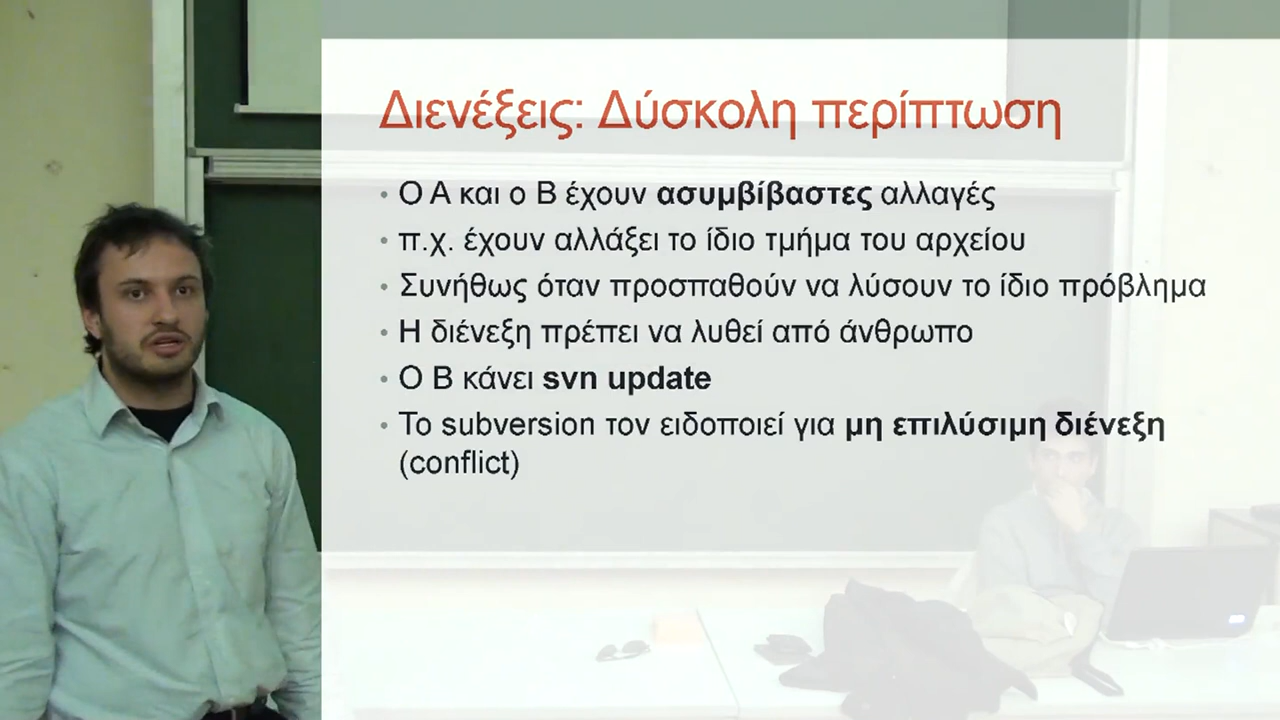 Διενέξεις: Δύσκολη περίπτωση
• Ο Α και ο Β έχουν ασυμβίβαστες αλλαγές
• π.χ. έχουν αλλάξει το ίδιο τμήμα του αρχείου
• Συνήθως όταν προσπαθούν να λύσουν το ίδιο πρόβλημα
• Η διένεξη πρέπει να λυθεί από άνθρωπο
• Ο Β κάνει svn update
• Το subversion τον ειδοποιεί για μη επιλύσιμη διένεξη
(conflict)